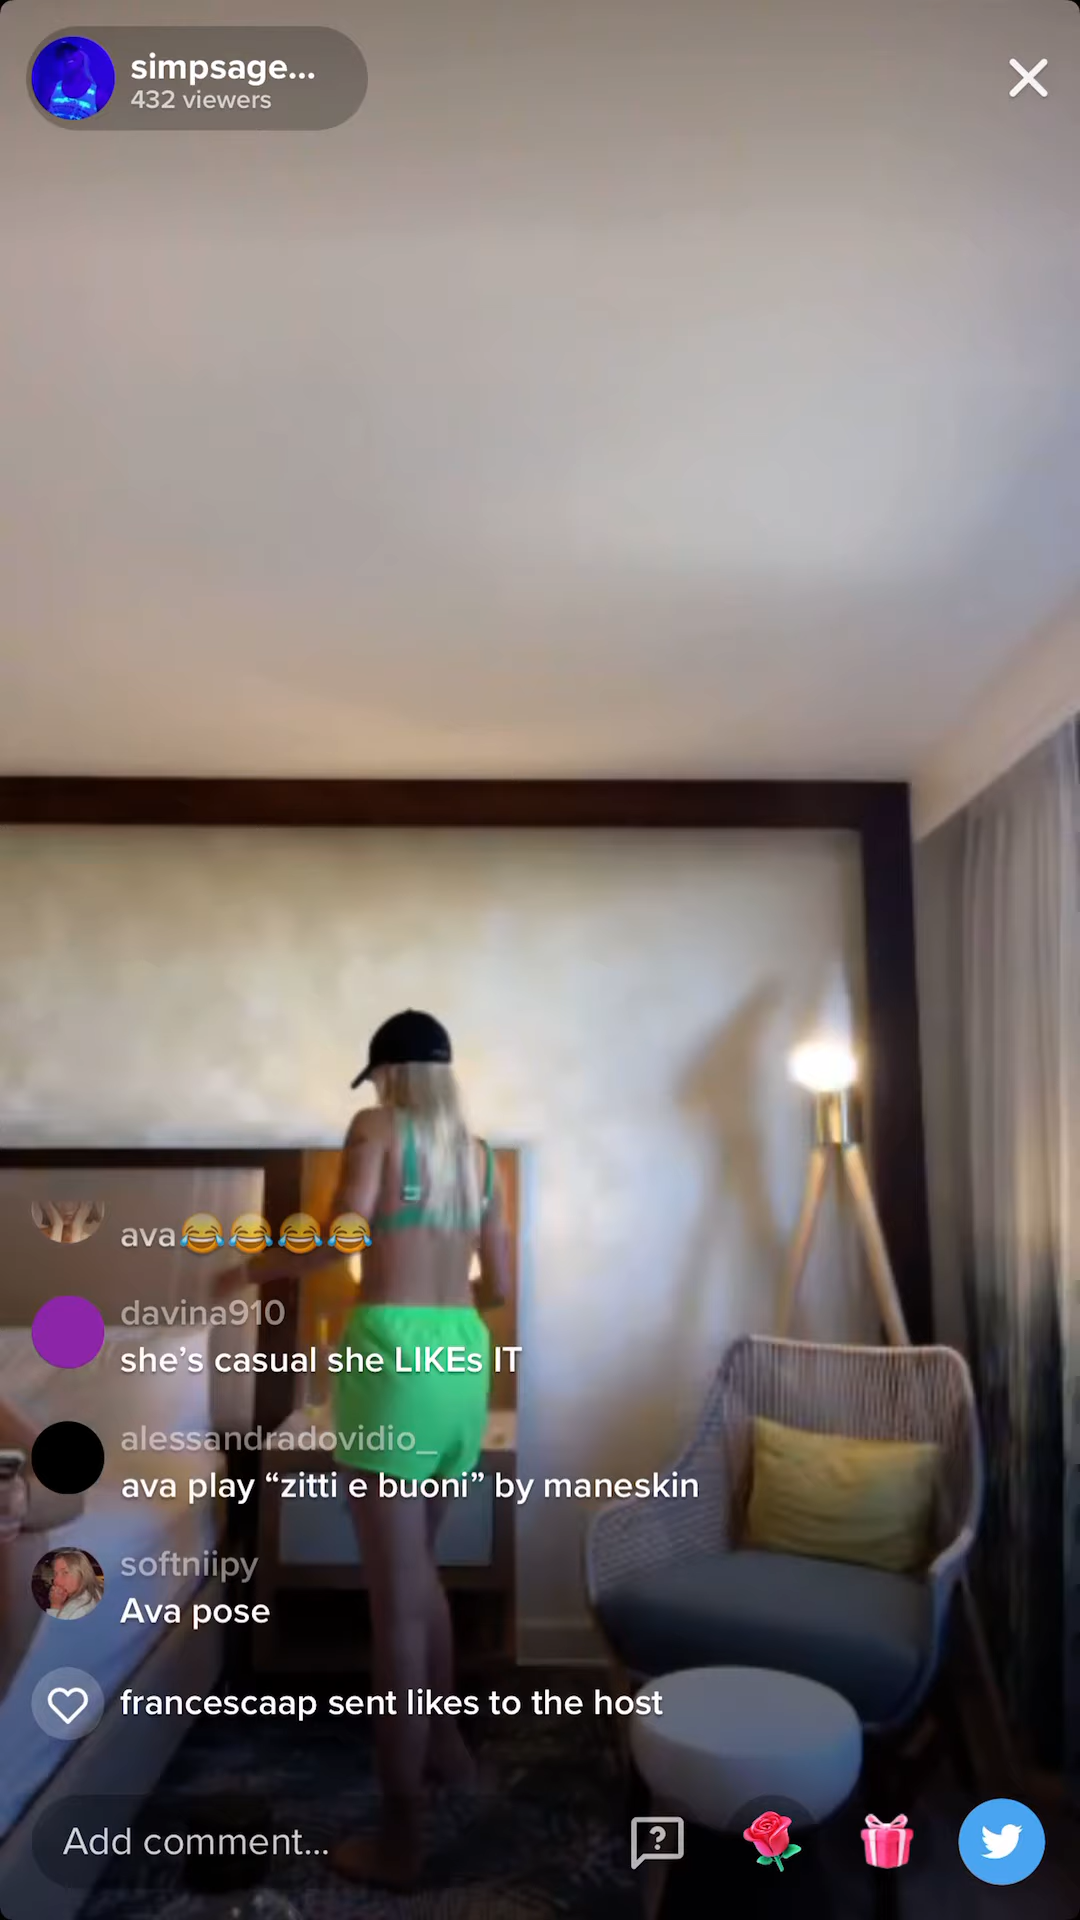 simpsage...
432 viewers
ava😂😂😂😂
davina910
she's casual she LIKEs IT
alessandradovidio_
ava play “zitti e buoni” by maneskin
softniipy
Ava pose
francescaap sent likes to the host
Add comment...
?